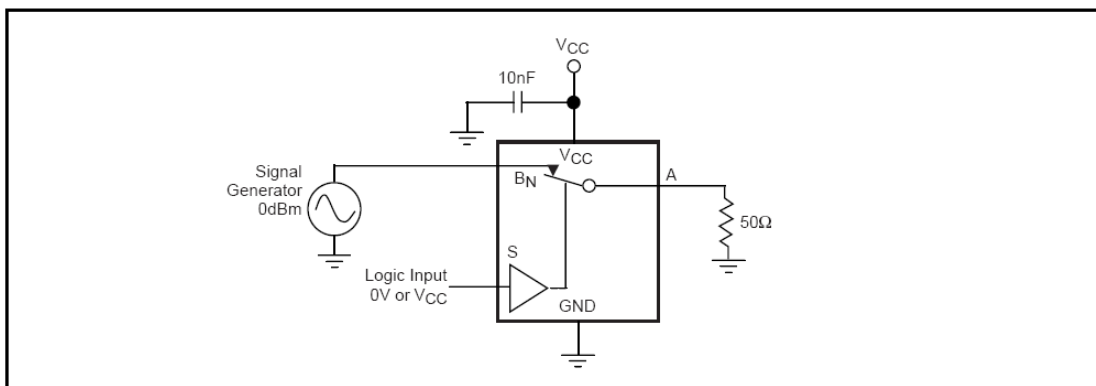 VCC
10nF
VCC
Signal
Generator
0dBm
BN
A
50Ω
S
Logic Input
0V or VCC
GND